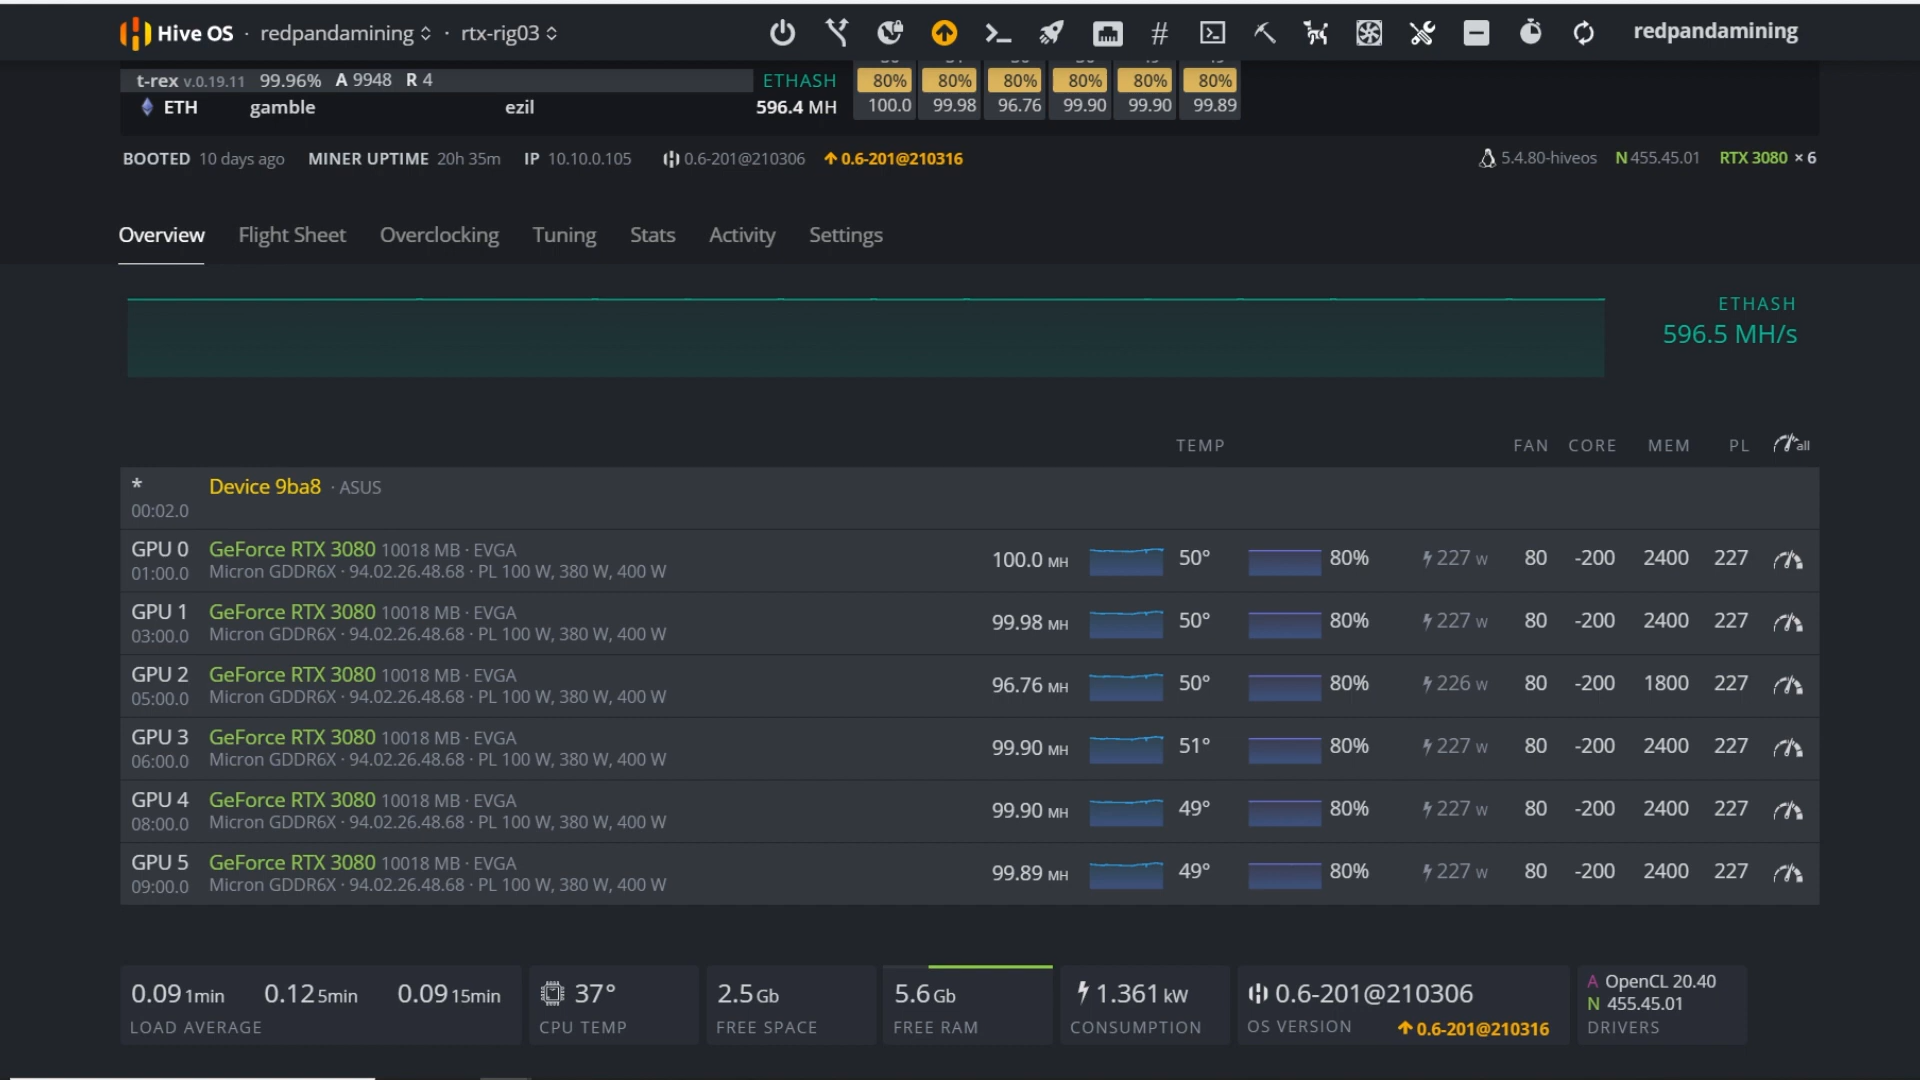 Hive OS · redpandamining · rtx-rig03 # redpandamining
t-rex v.0.19.11 99.96% A 9948 R 4 ETHASH 80% 80% 80% 80% 80% 80%
ETH gamble ezil 596.4 MH 100.0 99.98 96.76 99.90 99.90 99.89
BOOTED 10 days ago MINER UPTIME 20h 35m IP 10.10.0.105 0.6-201@210306 0.6-201@210316 5.4.80-hiveos N 455.45.01 RTX 3080 × 6
Overview Flight Sheet Overclocking Tuning Stats Activity Settings
ETHASH
596.5 MH/s
TEMP FAN CORE MEM PL all
* Device 9ba8 · ASUS
00:02.0
GPU 0 GeForce RTX 3080 10018 MB · EVGA
01:00.0 Micron GDDR6X · 94.02.26.48.68 · PL 100 W, 380 W, 400 W
100.0 MH 50° 80% 227 W 80 -200 2400 227
GPU 1 GeForce RTX 3080 10018 MB · EVGA
03:00.0 Micron GDDR6X · 94.02.26.48.68 · PL 100 W, 380 W, 400 W
99.98 MH 50° 80% 227 W 80 -200 2400 227
GPU 2 GeForce RTX 3080 10018 MB · EVGA
05:00.0 Micron GDDR6X · 94.02.26.48.68 · PL 100 W, 380 W, 400 W
96.76 MH 50° 80% 226 W 80 -200 1800 227
GPU 3 GeForce RTX 3080 10018 MB · EVGA
06:00.0 Micron GDDR6X · 94.02.26.48.68 · PL 100 W, 380 W, 400 W
99.90 MH 51° 80% 227 W 80 -200 2400 227
GPU 4 GeForce RTX 3080 10018 MB · EVGA
08:00.0 Micron GDDR6X · 94.02.26.48.68 · PL 100 W, 380 W, 400 W
99.90 MH 49° 80% 227 W 80 -200 2400 227
GPU 5 GeForce RTX 3080 10018 MB · EVGA
09:00.0 Micron GDDR6X · 94.02.26.48.68 · PL 100 W, 380 W, 400 W
99.89 MH 49° 80% 227 W 80 -200 2400 227
0.09 1min 0.12 5min 0.09 15min
LOAD AVERAGE
37°
CPU TEMP
2.5 Gb
FREE SPACE
5.6 Gb
FREE RAM
1.361 kW
CONSUMPTION
0.6-201@210306
OS VERSION 0.6-201@210316
A OpenCL 20.40
N 455.45.01
DRIVERS